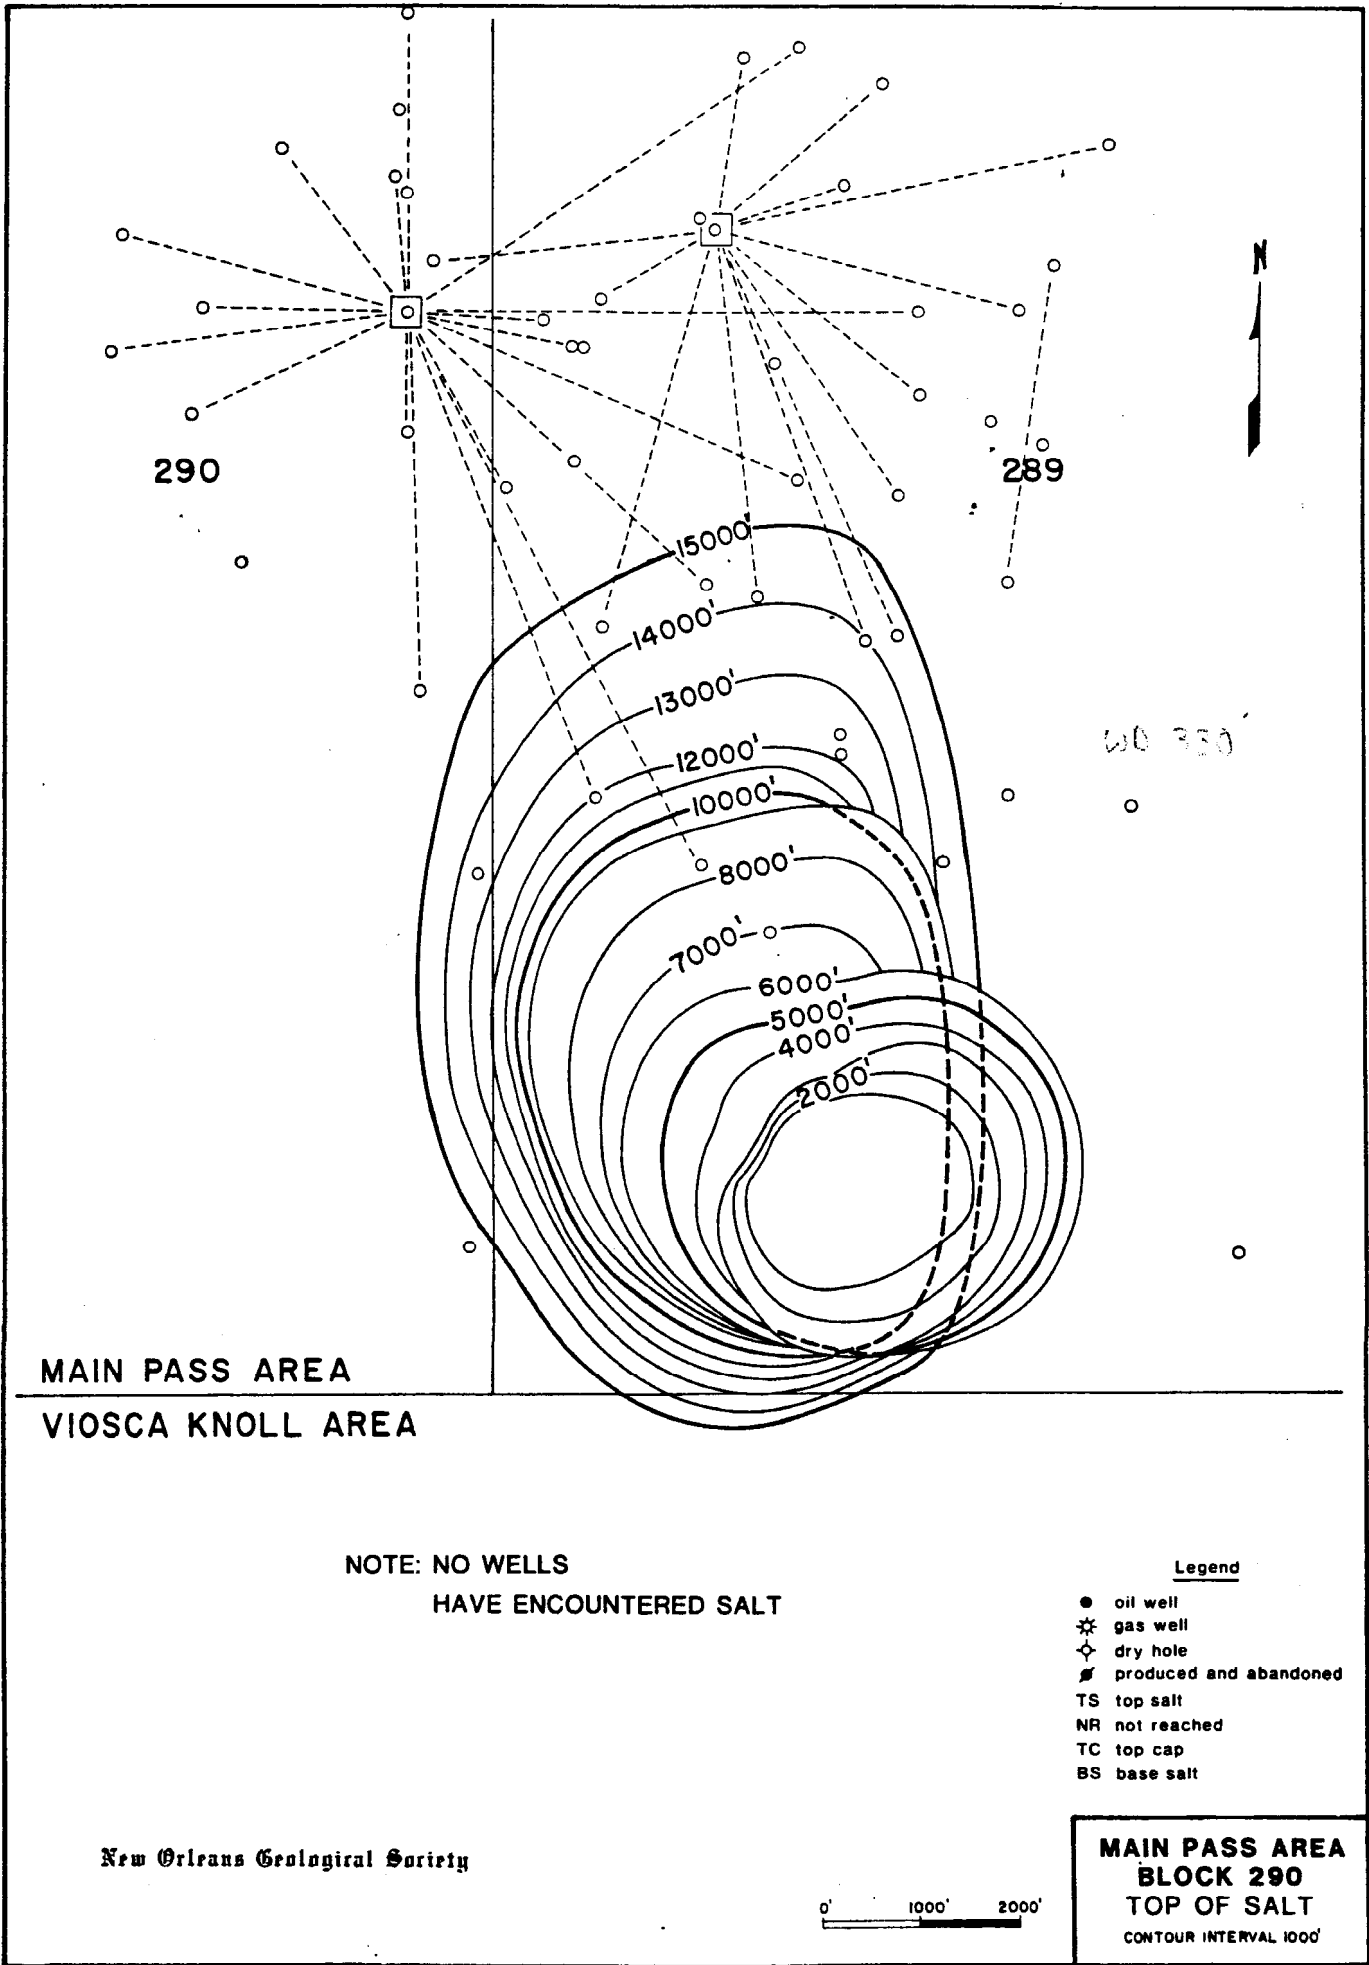 N
290
289
15000'
14000'
13000'
12000'
10000'
8000'
7000'
6000'
5000'
4000'
2000'
MAIN PASS AREA
VIOSCA KNOLL AREA
NOTE: NO WELLS
HAVE ENCOUNTERED SALT
Legend
oil well
gas well
dry hole
produced and abandoned
TS top salt
NR not reached
TC top cap
BS base salt
New Orleans Geological Society
0' 1000' 2000'
MAIN PASS AREA
BLOCK 290
TOP OF SALT
CONTOUR INTERVAL 1000'